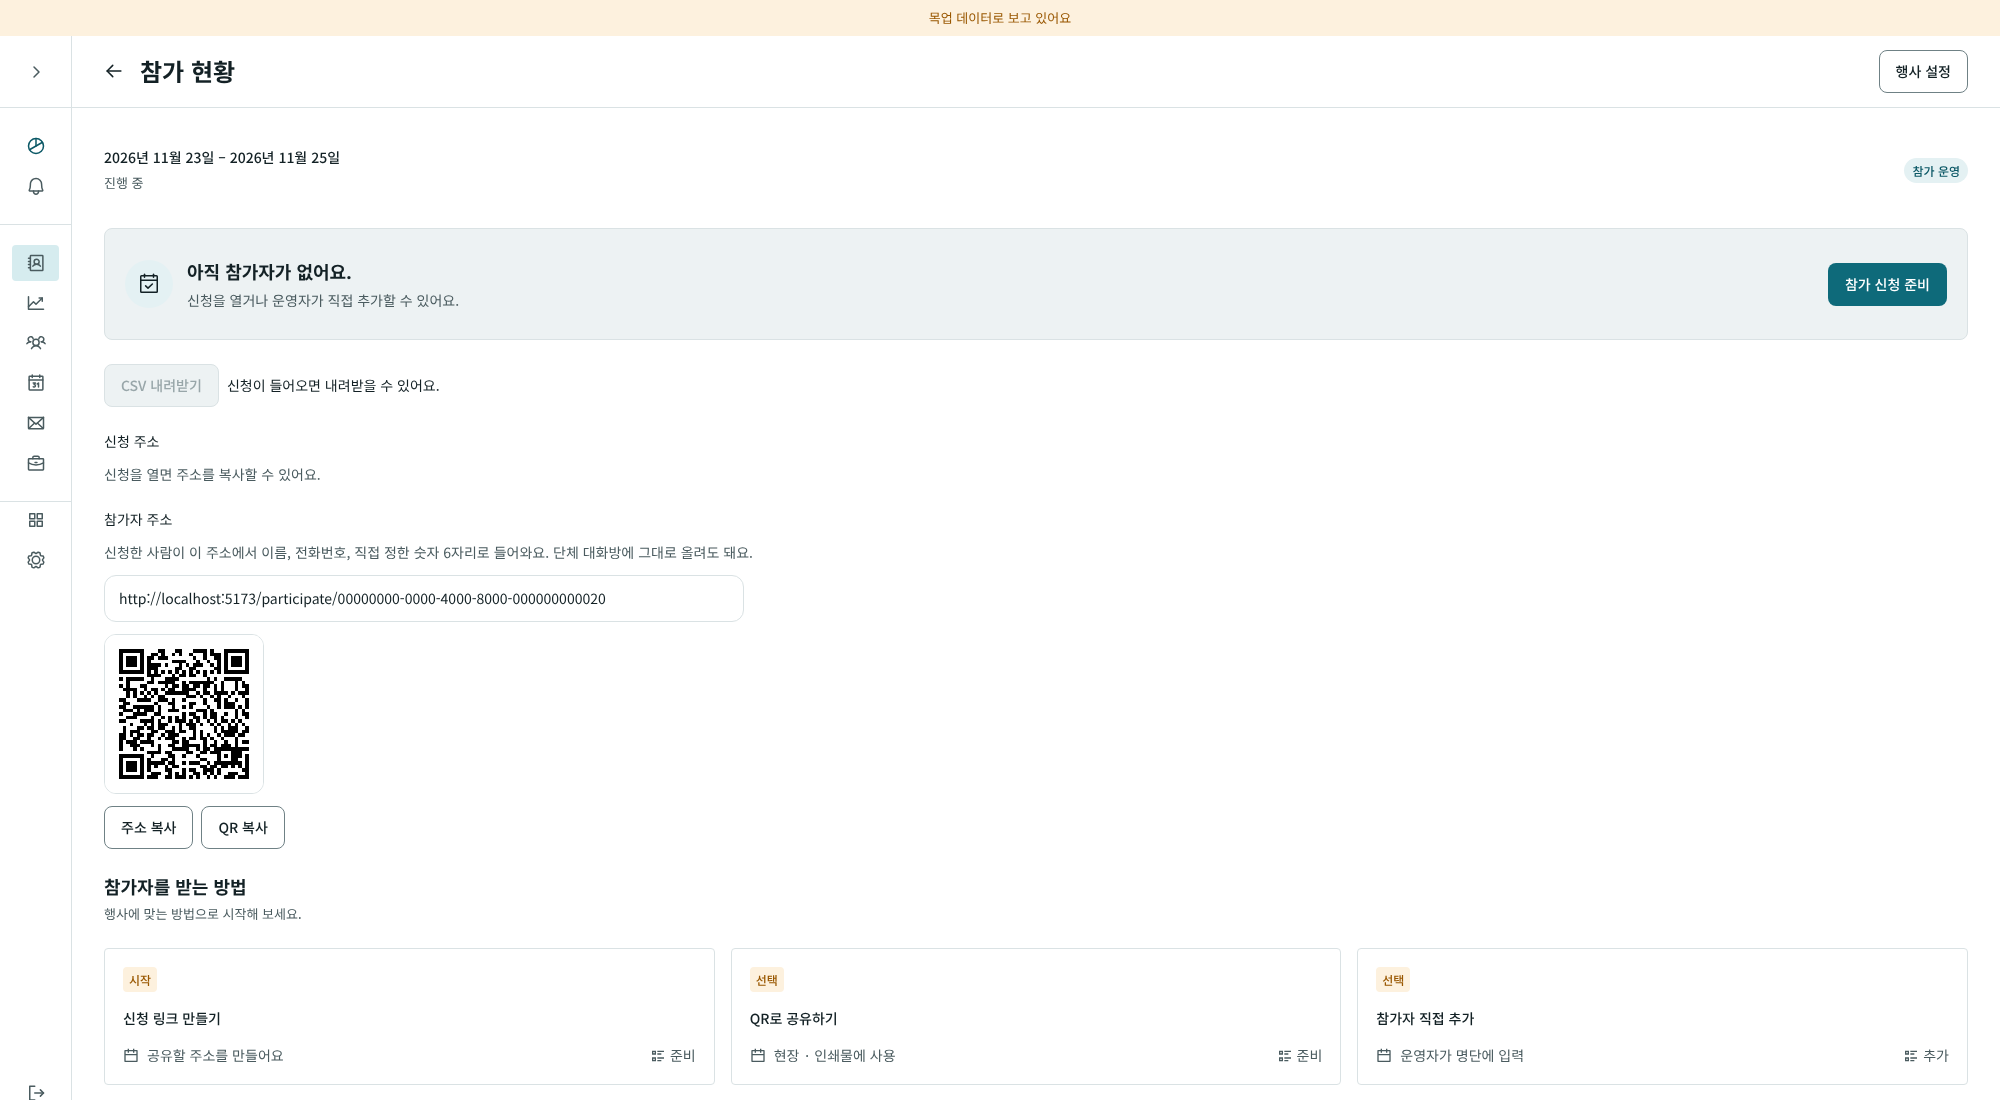 목업 데이터로 보고 있어요
참가 현황
행사 설정
2026년 11월 23일 – 2026년 11월 25일
진행 중
참가 운영
아직 참가자가 없어요.
신청을 열거나 운영자가 직접 추가할 수 있어요.
참가 신청 준비
CSV 내려받기
신청이 들어오면 내려받을 수 있어요.
신청 주소
신청을 열면 주소를 복사할 수 있어요.
참가자 주소
신청한 사람이 이 주소에서 이름, 전화번호, 직접 정한 숫자 6자리로 들어와요. 단체 대화방에 그대로 올려도 돼요.
http://localhost:5173/participate/00000000-0000-4000-8000-000000000020
주소 복사
QR 복사
참가자를 받는 방법
행사에 맞는 방법으로 시작해 보세요.
시작
신청 링크 만들기
공유할 주소를 만들어요
준비
선택
QR로 공유하기
현장 · 인쇄물에 사용
준비
선택
참가자 직접 추가
운영자가 명단에 입력
추가